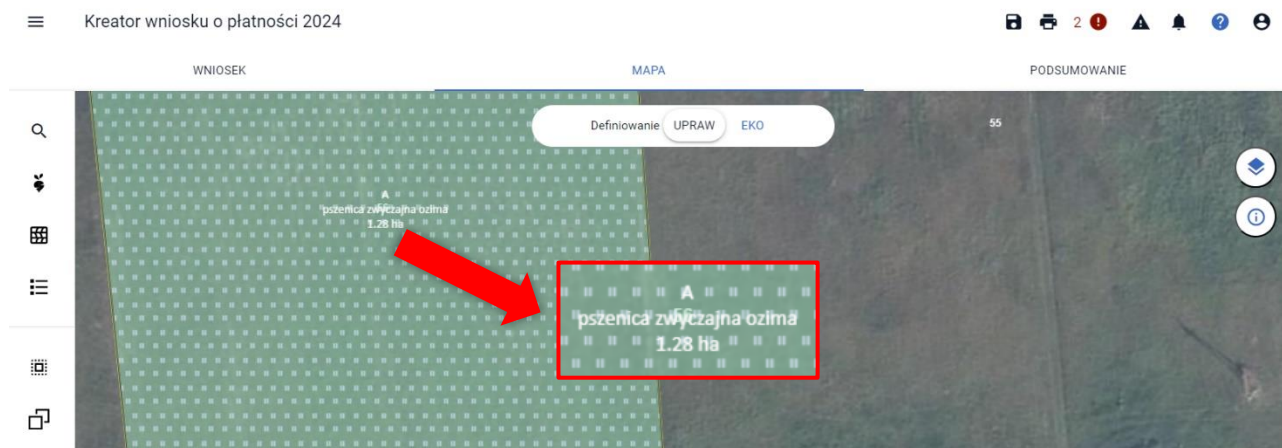 Kreator wniosku o płatności 2024
2
WNIOSEK
MAPA
PODSUMOWANIE
Definiowanie UPRAW EKO
55
A
pszenica zwyczajna ozima
1.28 ha
A
pszenica zwyczajna ozima
1.28 ha